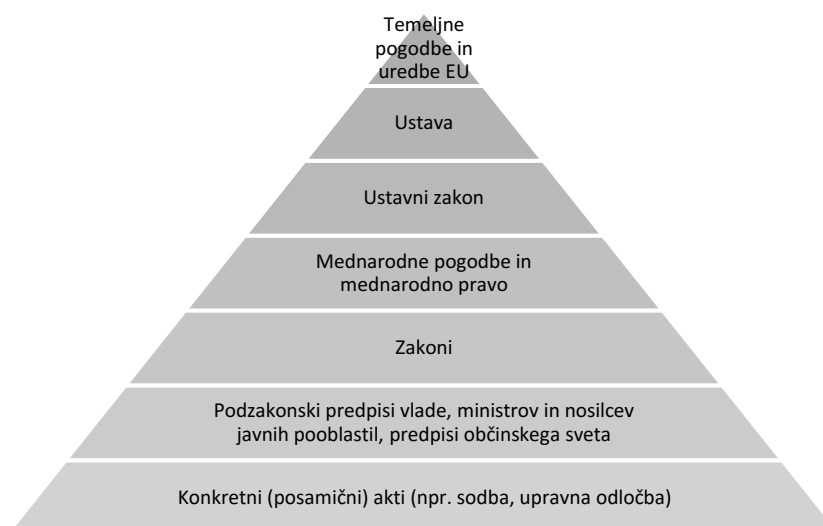 Temeljne
pogodbe in
uredbe EU
Ustava
Ustavni zakon
Mednarodne pogodbe in
mednarodno pravo
Zakoni
Podzakonski predpisi vlade, ministrov in nosilcev
javnih pooblastil, predpisi občinskega sveta
Konkretni (posamični) akti (npr. sodba, upravna odločba)